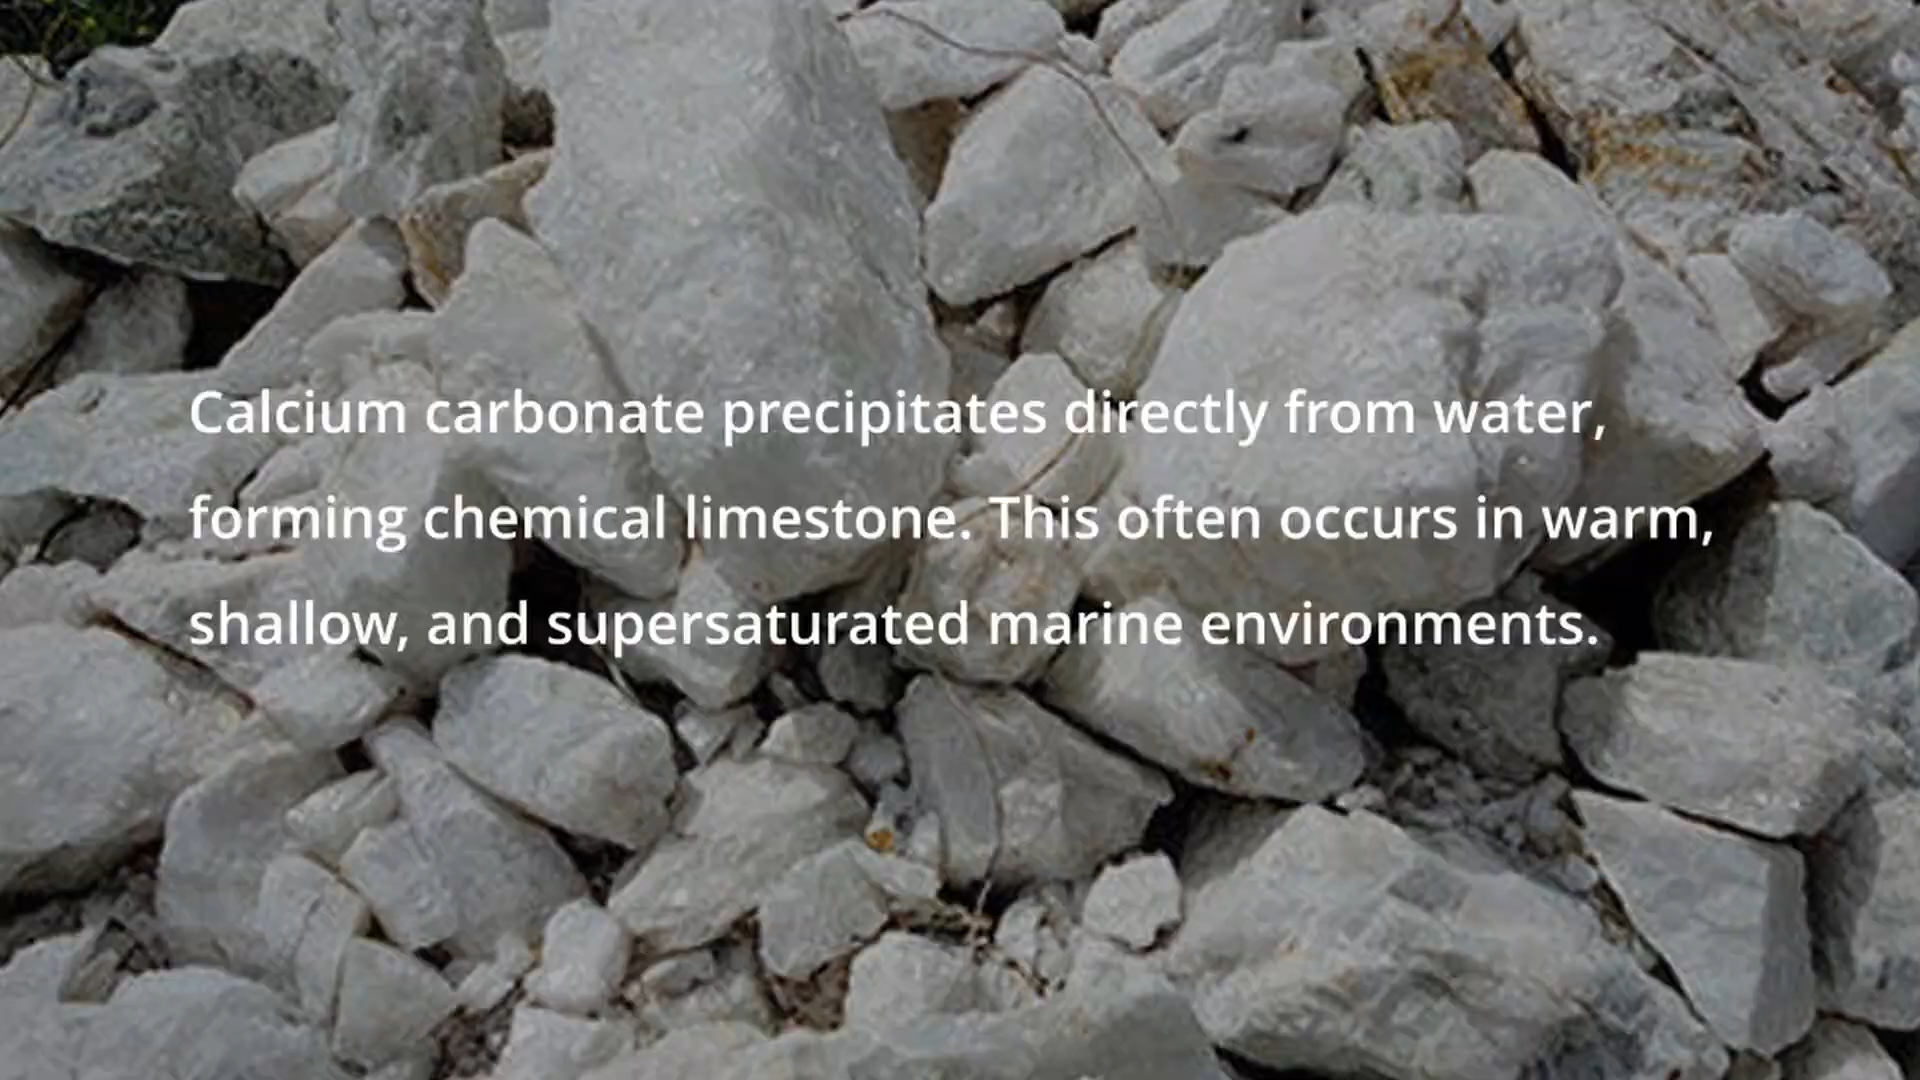 Calcium carbonate precipitates directly from water,
forming chemical limestone. This often occurs in warm,
shallow, and supersaturated marine environments.